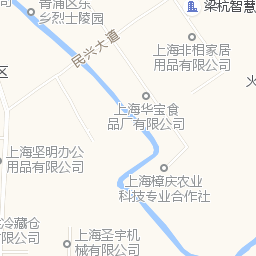 青浦区东
乡烈士陵园
梁杭智慧
民兴大道
上海非相家居
用品有限公司
区
火
上海华宝食
品厂有限公司
上海坚明办公
用品有限公司
上海樟庆农业
科技专业合作社
冷藏仓
有限公司
上海圣宇机
械有限公司